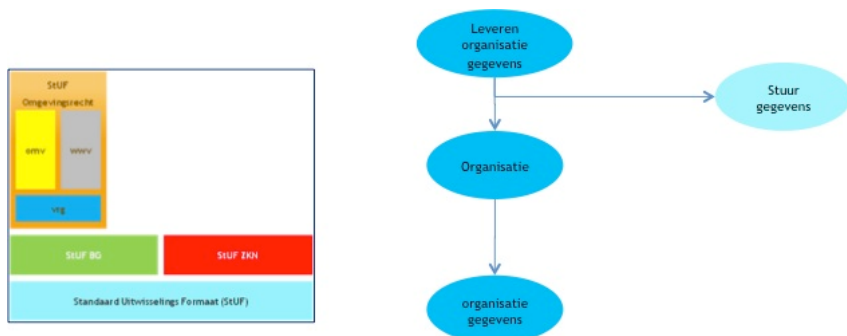 StUF
Omgevingsrecht
omv
wwv
vrg
StUF BG
StUF ZKN
Standaard Uitwisselings Formaat (StUF)
Leveren
organisatie
gegevens
Stuur
gegevens
Organisatie
organisatie
gegevens